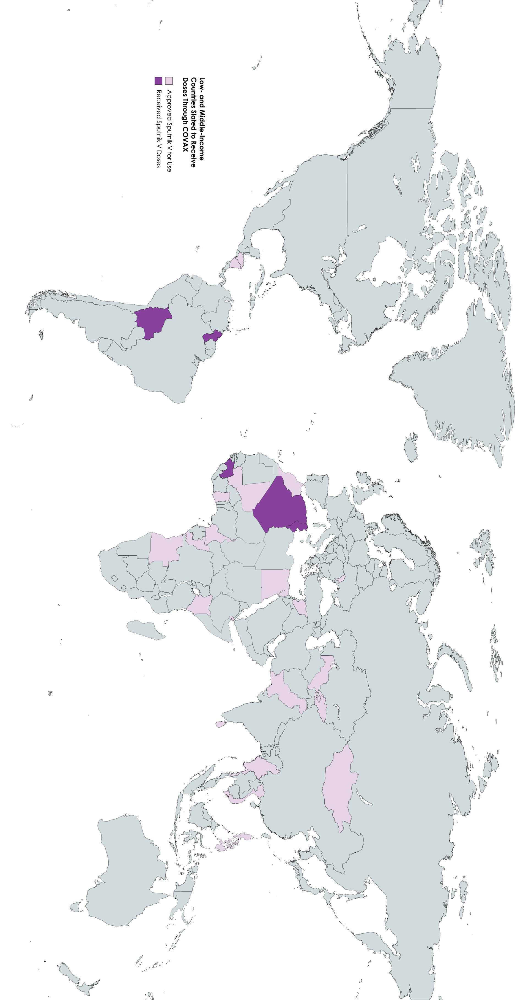 Low- and Middle-Income
Countries Slated to Receive
Doses Through COVAX
Approved Sputnik V for Use
Received Sputnik V Doses